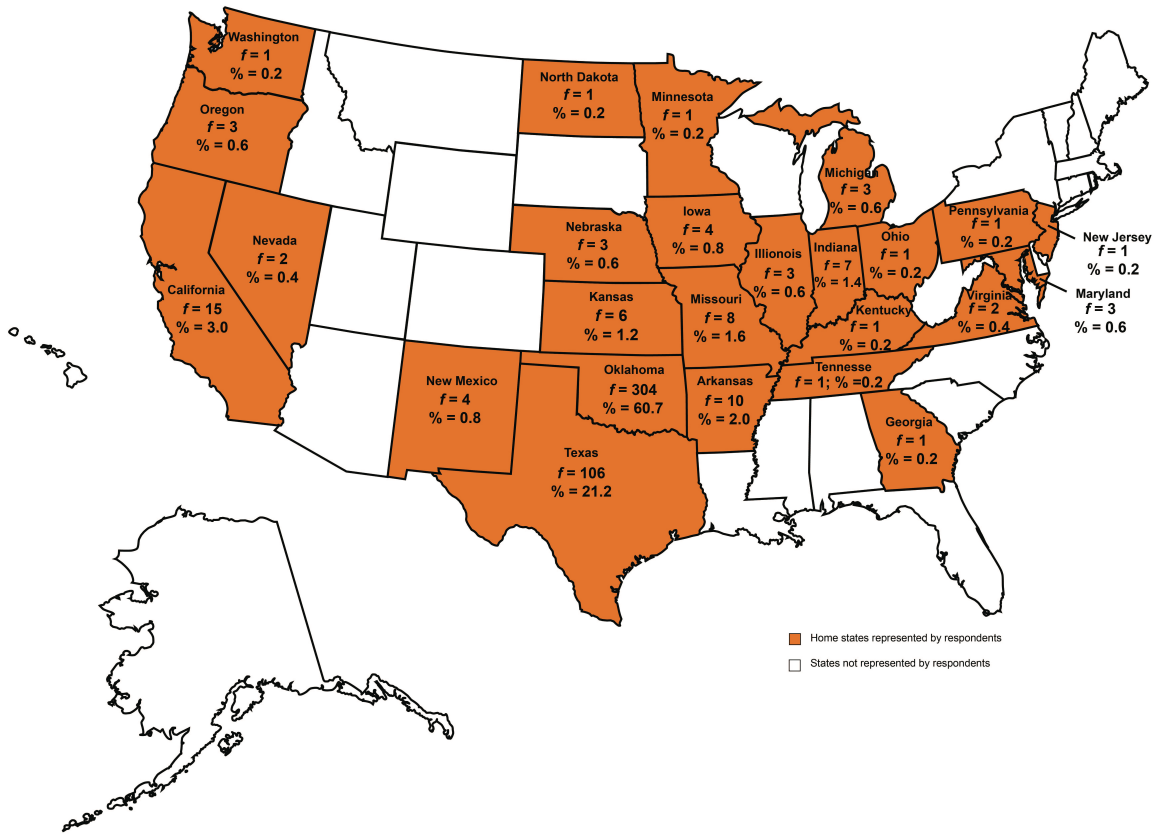 Washington
f = 1
% = 0.2
Oregon
f = 3
% = 0.6
California
f = 15
% = 3.0
Nevada
f = 2
% = 0.4
New Mexico
f = 4
% = 0.8
North Dakota
f = 1
% = 0.2
Minnesota
f = 1
% = 0.2
Nebraska
f = 3
% = 0.6
Kansas
f = 6
% = 1.2
Oklahoma
f = 304
% = 60.7
Texas
f = 106
% = 21.2
Iowa
f = 4
% = 0.8
Missouri
f = 8
% = 1.6
Arkansas
f = 10
% = 2.0
Illionois
f = 3
% = 0.6
Michigan
f = 3
% = 0.6
Indiana
f = 7
% = 1.4
Ohio
f = 1
% = 0.2
Kentucky
f = 1
% = 0.2
Tennesse
f = 1; % =0.2
Georgia
f = 1
% = 0.2
Pennsylvania
f = 1
% = 0.2
Virginia
f = 2
% = 0.4
New Jersey
f = 1
% = 0.2
Maryland
f = 3
% = 0.6
Home states represented by respondents
States not represented by respondents